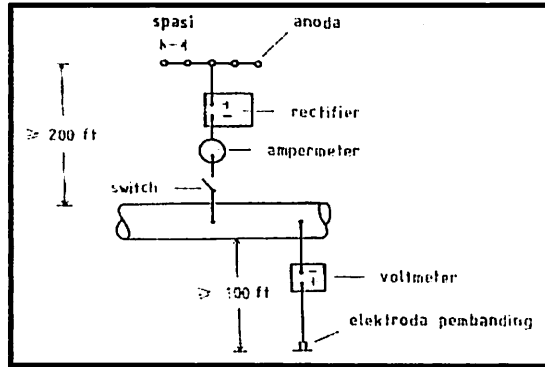 spasi anoda
rectifier
≥ 200 ft
ampermeter
switch
≥ 100 ft
voltmeter
elektroda pembanding